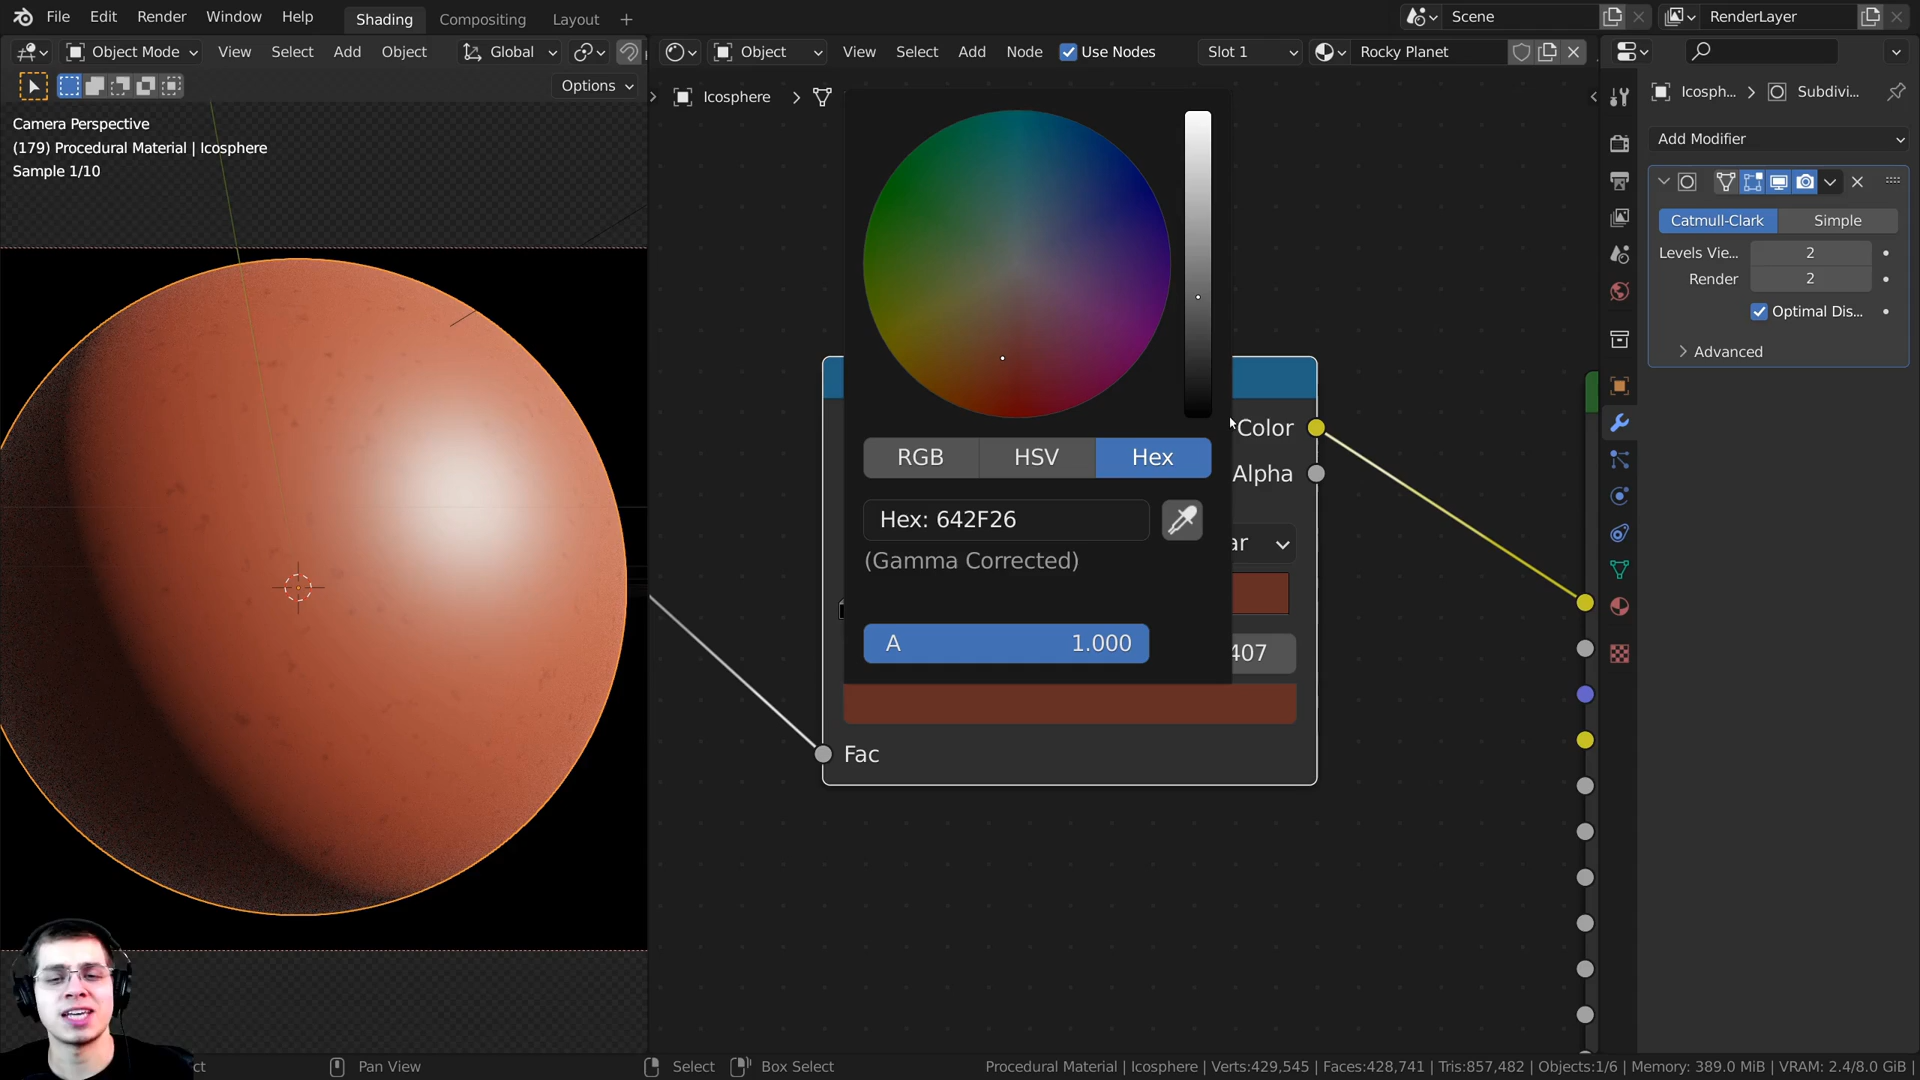 File Edit Render Window Help Shading Compositing Layout + Scene RenderLayer
Object Mode View Select Add Object Global Object View Select Add Node Use Nodes Slot 1 Rocky Planet
Options
Icosphere
Icosph... Subdivi...
Camera Perspective
(179) Procedural Material | Icosphere
Sample 1/10
Add Modifier
Catmull-Clark Simple
Levels Vie... 2
Render 2
Optimal Dis...
Advanced
Color
RGB HSV Hex
Alpha
Hex: 642F26
ar
(Gamma Corrected)
A 1.000
407
Fac
ct Pan View Select Box Select Procedural Material | Icosphere | Verts:429,545 | Faces:428,741 | Tris:857,482 | Objects:1/6 | Memory: 389.0 MiB | VRAM: 2.4/8.0 GiB |